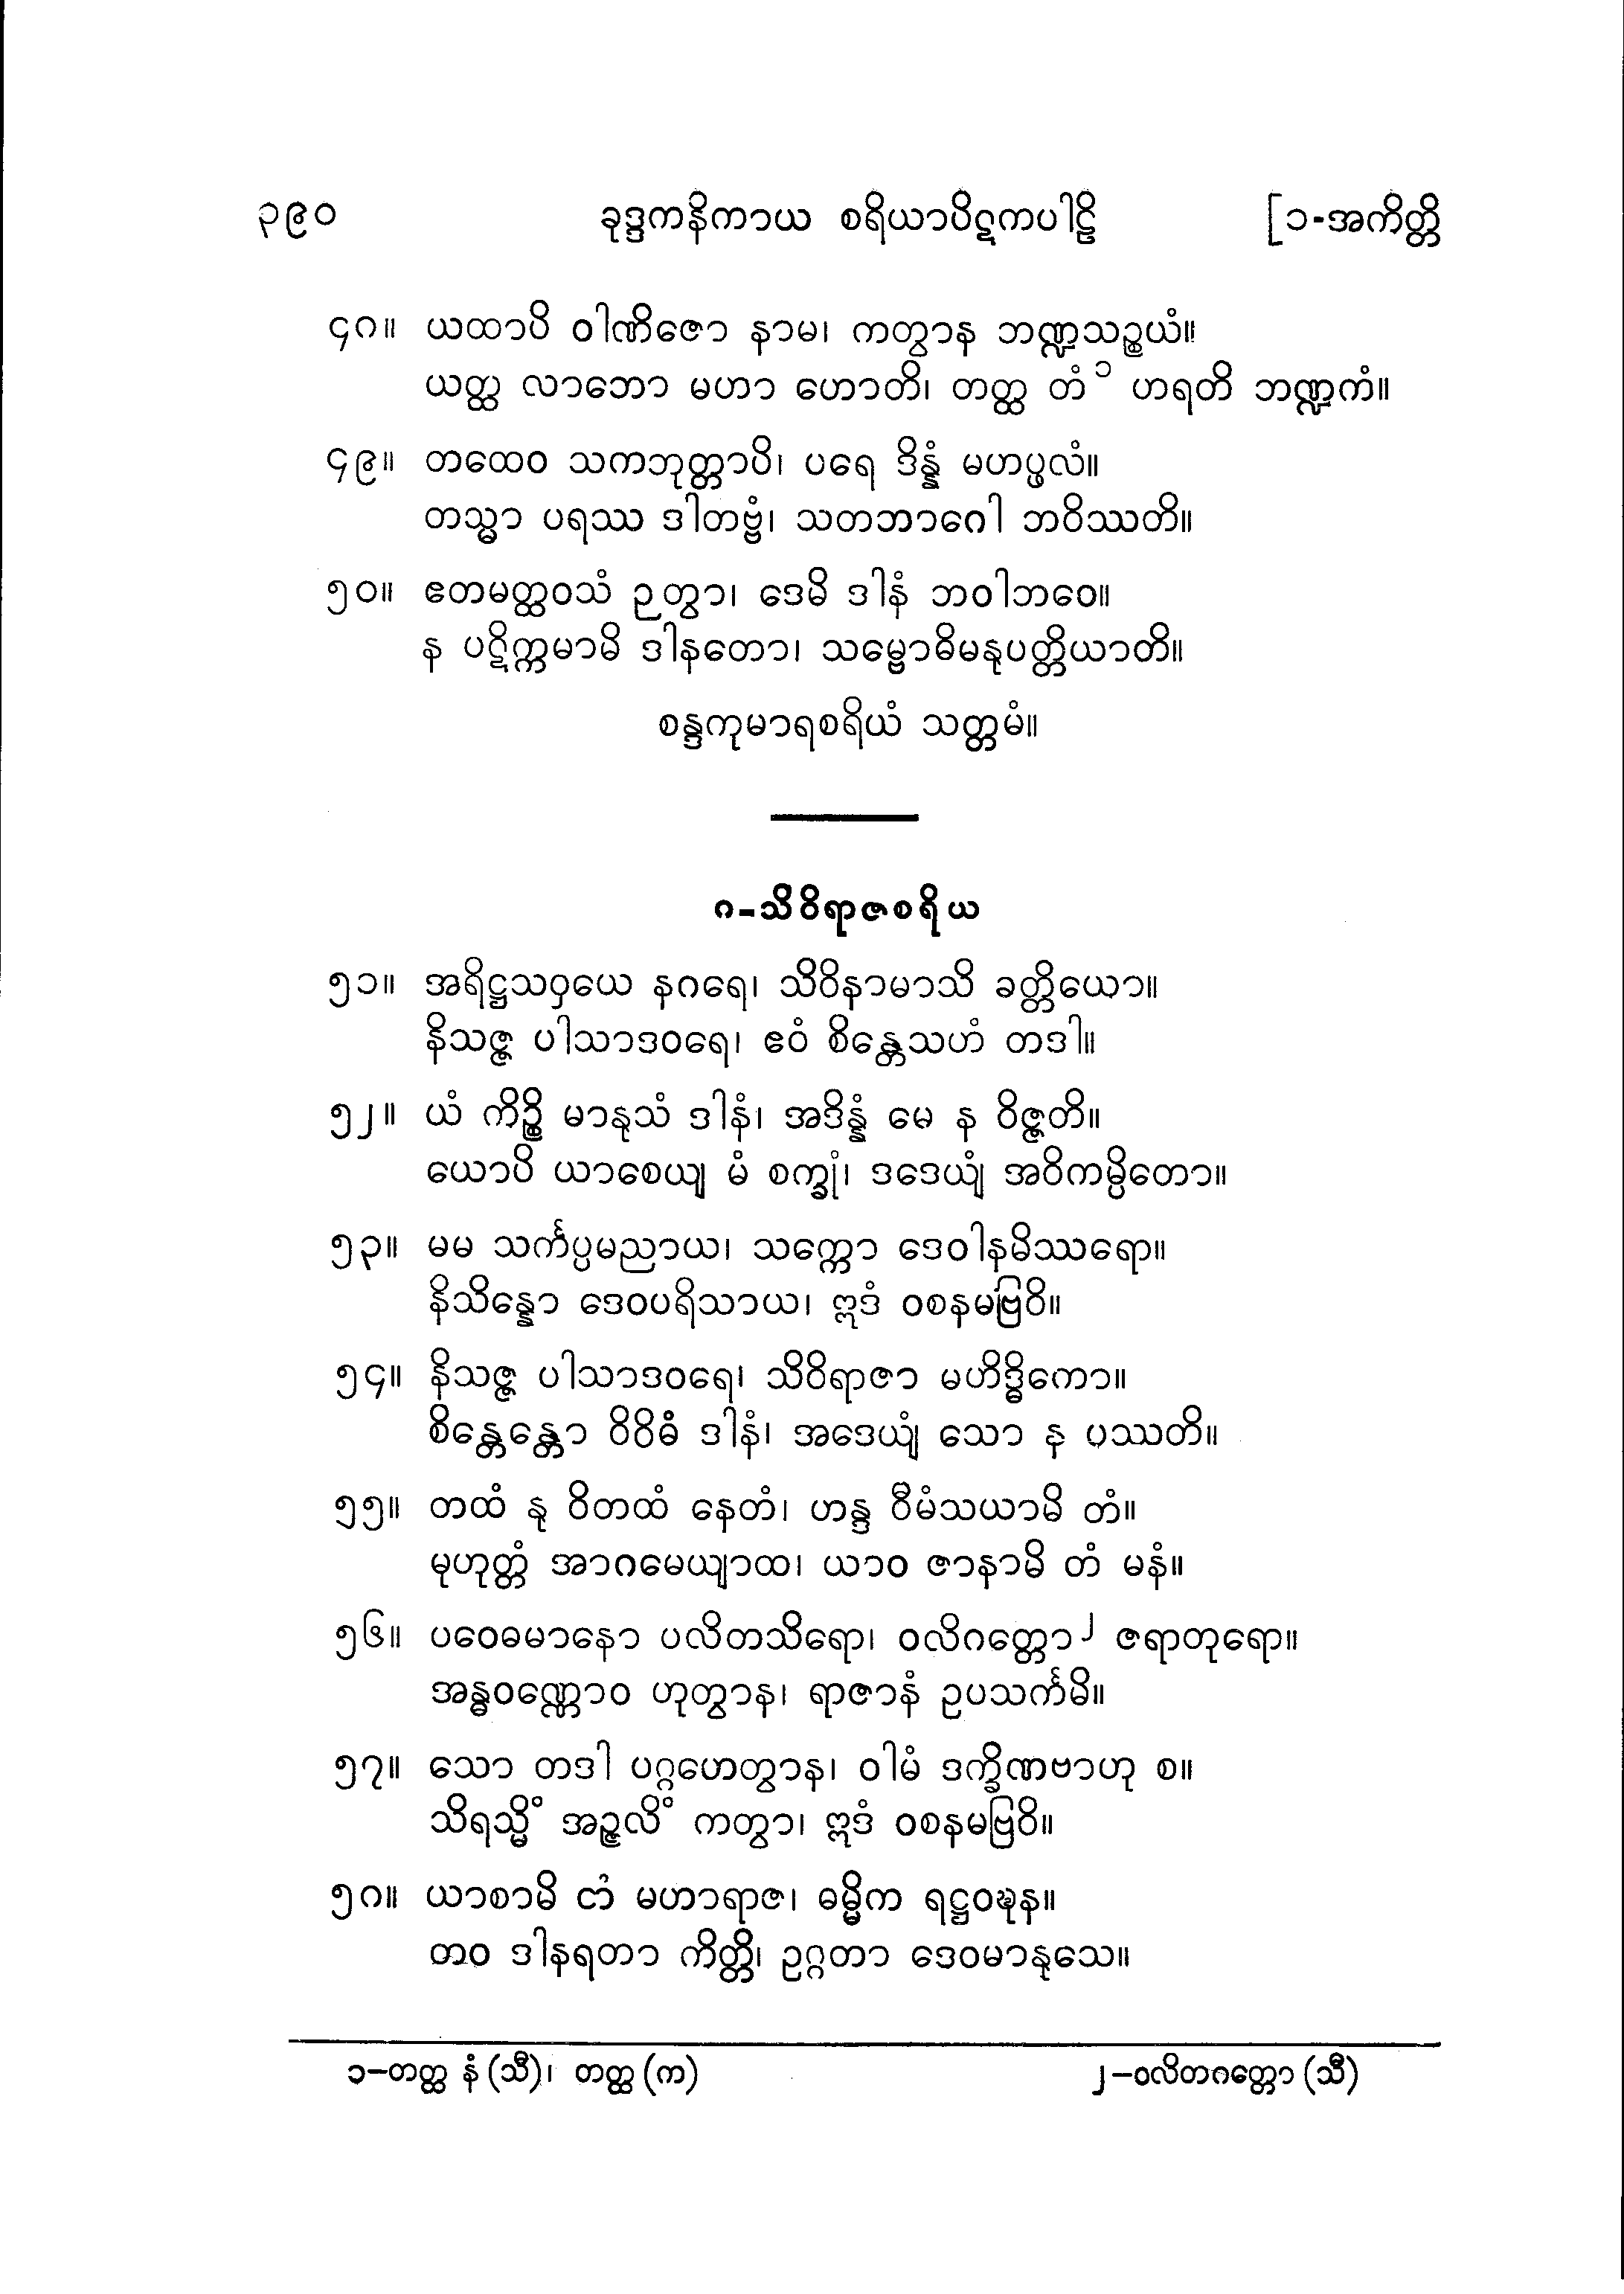 ၃၉၀ ခုဒ္ဒကနိကာယ စရိယာပိဋကပါဠိ [၁-အကိတ္တိ
၄၈။ ယထာပိ ဝါဏိဇော နာမ၊ ကတွာန ဘဏ္ဍသဉ္စယံ။
ယတ္ထ လာဘော မဟာ ဟောတိ၊ တတ္ထ တံ ၁ ဟရတိ ဘဏ္ဍကံ။
၄၉။ တထေဝ သကဘုတ္တာပိ၊ ပရေ ဒိန္နံ မဟပ္ဖလံ။
တသ္မာ ပရဿ ဒါတဗ္ဗံ၊ သတဘာဂေါ ဘဝိဿတိ။
၅၀။ ဧတမတ္ထဝသံ ဉတွာ၊ ဒေမိ ဒါနံ ဘဝါဘဝေ။
န ပဋိက္ကမာမိ ဒါနတော၊ သမ္ဗောဓိမနုပတ္တိယာတိ။
စန္ဒကုမာရစရိယံ သတ္တမံ။
၈-သိဝိရာဇစရိယ
၅၁။ အရိဋ္ဌသဝှယေ နဂရေ၊ သိဝိနာမာသိ ခတ္တိယော။
နိသဇ္ဇ ပါသာဒဝရေ၊ ဧဝံ စိန္တေသဟံ တဒါ။
၅၂။ ယံ ကိဉ္စိ မာနုသံ ဒါနံ၊ အဒိန္နံ မေ န ဝိဇ္ဇတိ။
ယောပိ ယာစေယျ မံ စက္ခုံ၊ ဒဒေယျံ အဝိကမ္ပိတော။
၅၃။ မမ သင်္ကပ္ပမညာယ၊ သက္ကော ဒေဝါနမိဿရော။
နိသိန္နော ဒေဝပရိသာယ၊ ဣဒံ ဝစနမဗြဝိ။
၅၄။ နိသဇ္ဇ ပါသာဒဝရေ၊ သိဝိရာဇာ မဟိဒ္ဓိကော။
စိန္တေန္တော ဝိဝိဓံ ဒါနံ၊ အဒေယျံ သော န ပဿတိ။
၅၅။ တထံ နု ဝိတထံ နေတံ၊ ဟန္ဒ ဝီမံသယာမိ တံ။
မုဟုတ္တံ အာဂမေယျာထ၊ ယာဝ ဇာနာမိ တံ မနံ။
၅၆။ ပဝေဓမာနော ပလိတသိရော၊ ဝလိဂတ္တော ၂ ဇရာတုရော။
အန္ဓဝဏ္ဏောဝ ဟုတွာန၊ ရာဇာနံ ဥပသင်္ကမိ။
၅၇။ သော တဒါ ပဂ္ဂဟေတွာန၊ ဝါမံ ဒက္ခိဏဗာဟု စ။
သိရသ္မိံ အဉ္ဇလိံ ကတွာ၊ ဣဒံ ဝစနမဗြဝိ။
၅၈။ ယာစာမိ တံ မဟာရာဇ၊ ဓမ္မိက ရဋ္ဌဝဍ္ဎန။
တဝ ဒါနရတာ ကိတ္တိ၊ ဥဂ္ဂတာ ဒေဝမာနုသေ။
၁-တတ္ထ နံ (သီ)၊ တတ္ထ (က) ၂-ဝလိတဂတ္တော (သီ)